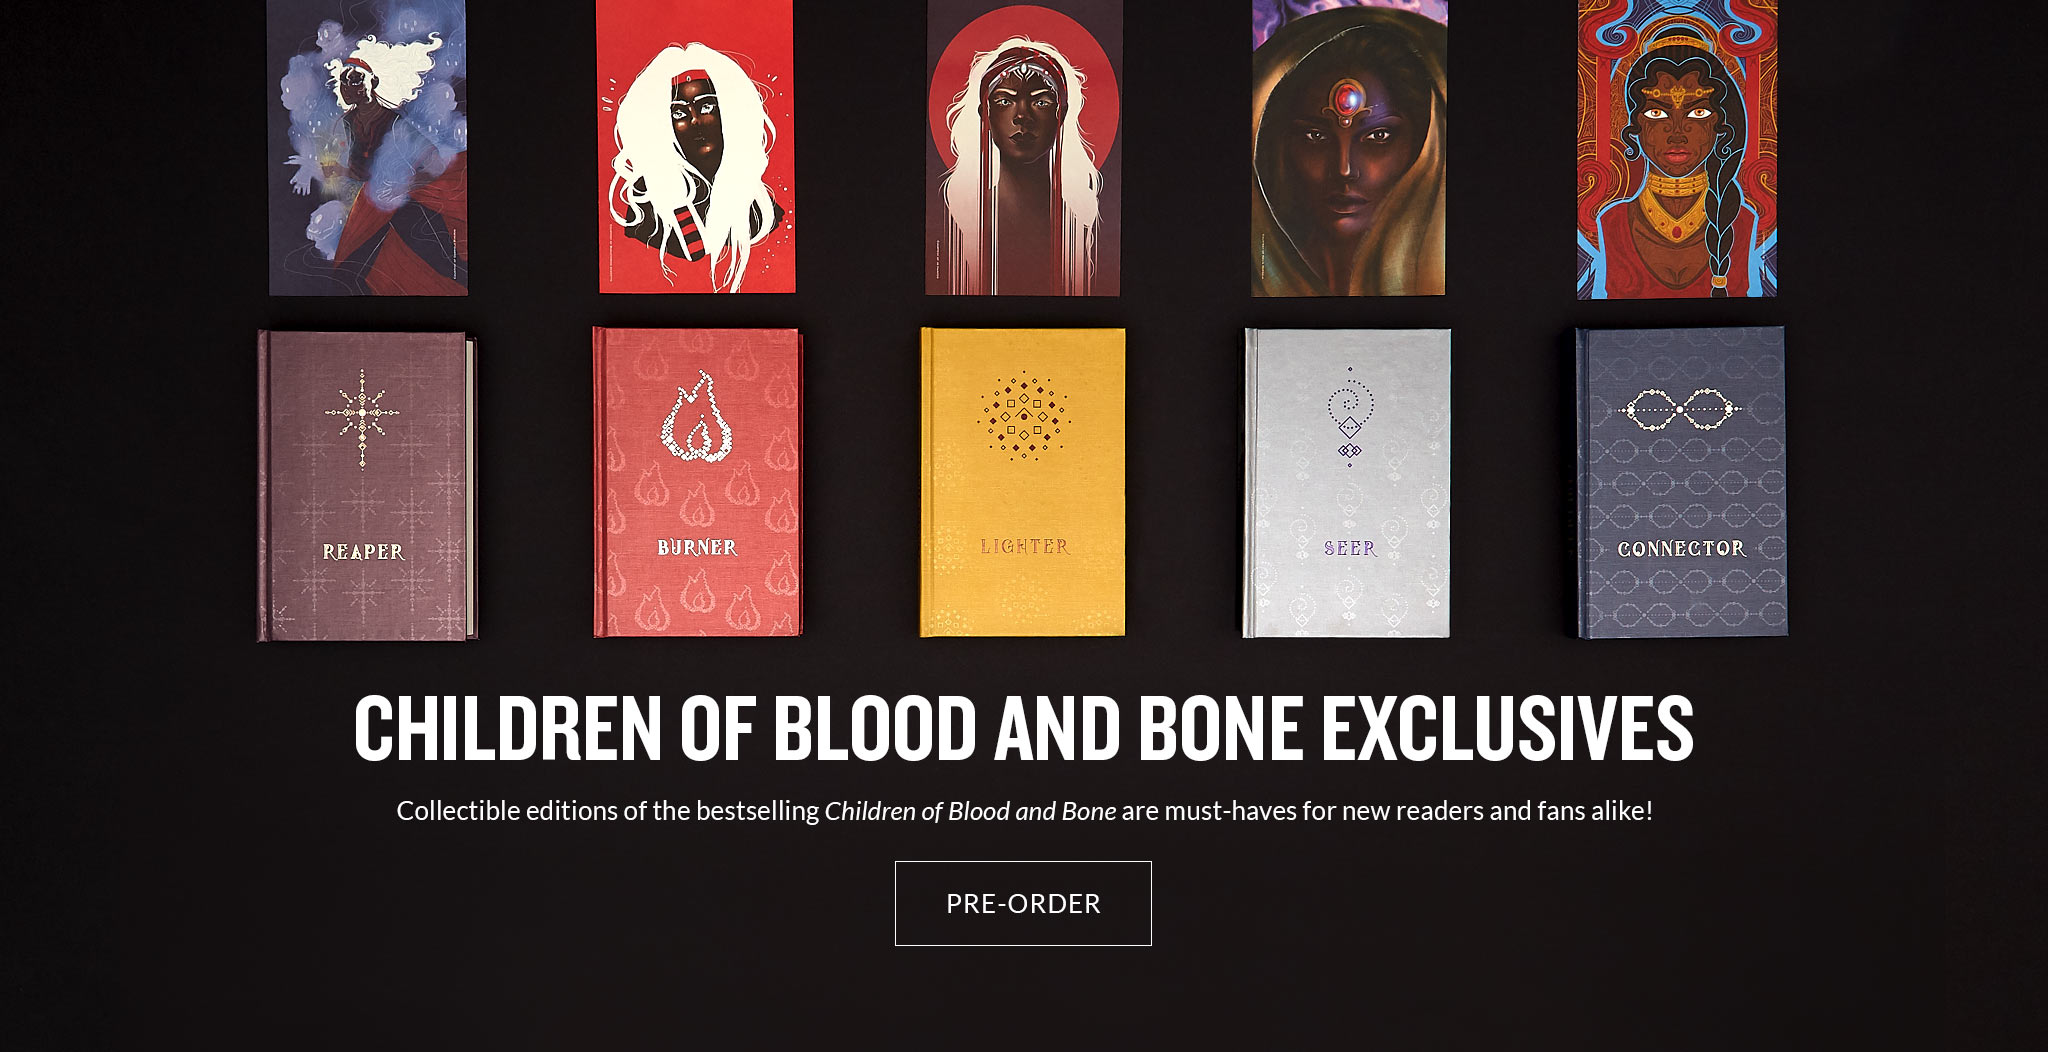 REAPER
BURNER
LIGHTER
SEER
CONNECTOR
CHILDREN OF BLOOD AND BONE EXCLUSIVES
Collectible editions of the bestselling Children of Blood and Bone are must-haves for new readers and fans alike!
PRE-ORDER